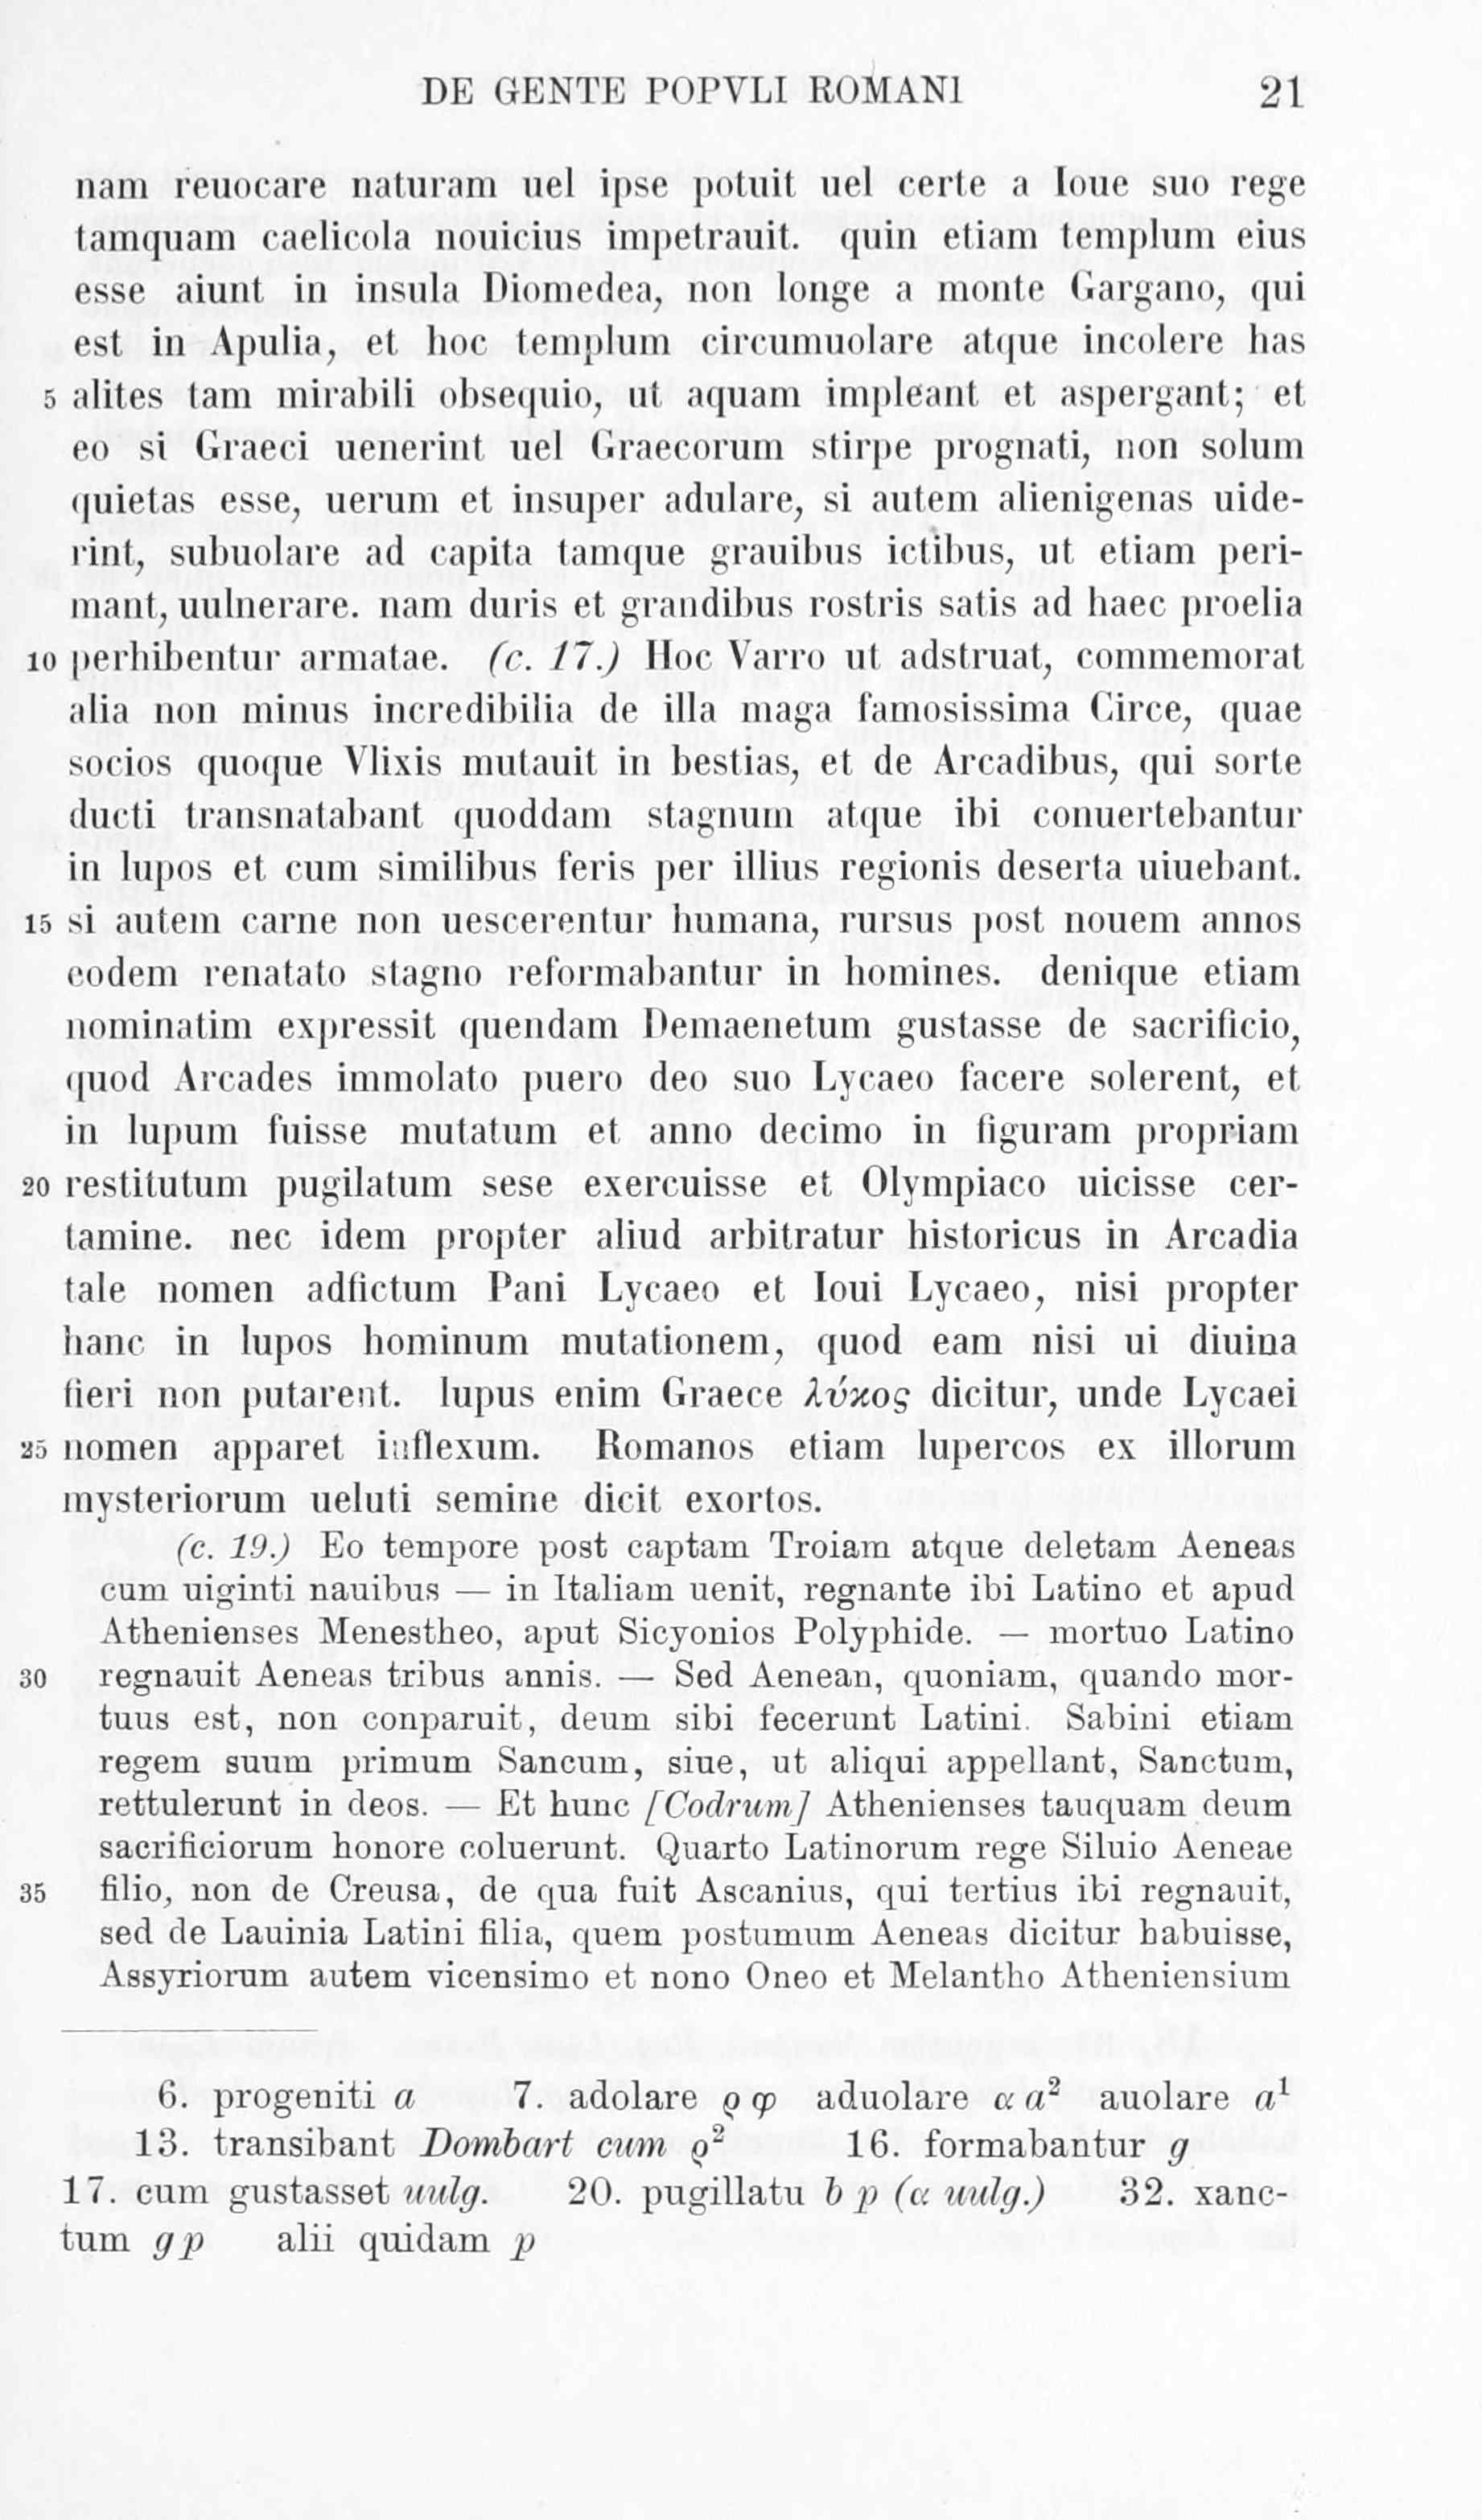 DE GENTE POPVLI ROMANI 21
nam reuocare naturam uel ipse potuit uel certe a Ioue suo rege
tamquam caelicola nouicius impetrauit. quin etiam templum eius
esse aiunt in insula Diomedea, non longe a monte Gargano, qui
est in Apulia, et hoc templum circumuolare atque incolere has
5 alites tam mirabili obsequio, ut aquam impleant et aspergant; et
eo si Graeci uenerint uel Graecorum stirpe prognati, non solum
quietas esse, uerum et insuper adulare, si autem alienigenas uide-
rint, subuolare ad capita tamque grauibus ictibus, ut etiam peri-
mant, uulnerare. nam duris et grandibus rostris satis ad haec proelia
10 perhibentur armatae. (c. 17.) Hoc Varro ut adstruat, commemorat
alia non minus incredibilia de illa maga famosissima Circe, quae
socios quoque Vlixis mutauit in bestias, et de Arcadibus, qui sorte
ducti transnatabant quoddam stagnum atque ibi conuertebantur
in lupos et cum similibus feris per illius regionis deserta uiuebant.
15 si autem carne non uescerentur humana, rursus post nouem annos
eodem renatato stagno reformabantur in homines. denique etiam
nominatim expressit quendam Demaenetum gustasse de sacrificio,
quod Arcades immolato puero deo suo Lycaeo facere solerent, et
in lupum fuisse mutatum et anno decimo in figuram propriam
20 restitutum pugilatum sese exercuisse et Olympiaco uicisse cer-
tamine. nec idem propter aliud arbitratur historicus in Arcadia
tale nomen adfictum Pani Lycaeo et Ioui Lycaeo, nisi propter
hanc in lupos hominum mutationem, quod eam nisi ui diuina
fieri non putarent. lupus enim Graece λύκος dicitur, unde Lycaei
25 nomen apparet inflexum. Romanos etiam lupercos ex illorum
mysteriorum ueluti semine dicit exortos.
(c. 19.) Eo tempore post captam Troiam atque deletam Aeneas
cum uiginti nauibus — in Italiam uenit, regnante ibi Latino et apud
Athenienses Menestheo, aput Sicyonios Polyphide. — mortuo Latino
30 regnauit Aeneas tribus annis. — Sed Aenean, quoniam, quando mor-
tuus est, non conparuit, deum sibi fecerunt Latini. Sabini etiam
regem suum primum Sancum, siue, ut aliqui appellant, Sanctum,
rettulerunt in deos. — Et hunc [Codrum] Athenienses tauquam deum
sacrificiorum honore coluerunt. Quarto Latinorum rege Siluio Aeneae
35 filio, non de Creusa, de qua fuit Ascanius, qui tertius ibi regnauit,
sed de Lauinia Latini filia, quem postumum Aeneas dicitur habuisse,
Assyriorum autem vicensimo et nono Oneo et Melantho Atheniensium
6. progeniti a 7. adolare ϱ φ aduolare α a² auolare a¹
13. transibant Dombart cum ϱ² 16. formabantur g
17. cum gustasset uulg. 20. pugillatu b p (α uulg.) 32. xanc-
tum g p alii quidam p